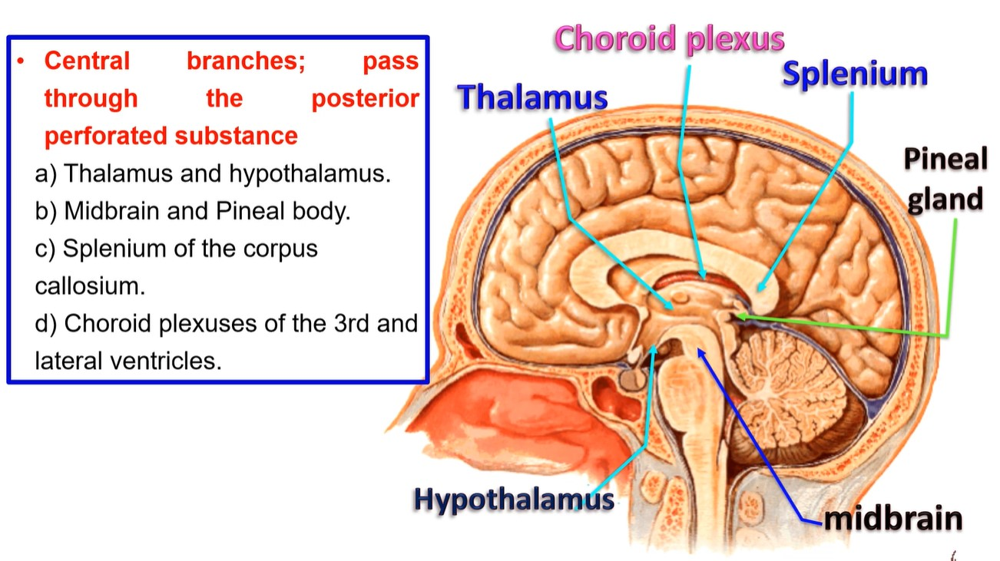 • Central branches; pass
through the posterior
perforated substance
a) Thalamus and hypothalamus.
b) Midbrain and Pineal body.
c) Splenium of the corpus
callosium.
d) Choroid plexuses of the 3rd and
lateral ventricles.
Choroid plexus
Splenium
Thalamus
Pineal
gland
Hypothalamus
midbrain